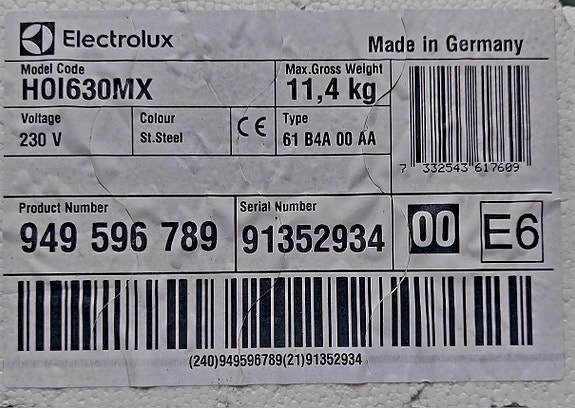 Electrolux
Made in Germany
Model Code
HOI630MX
Max.Gross Weight
11,4 kg
Voltage
230 V
Colour
St.Steel
CE
Type
61 B4A 00 AA
7 332543 617609
Product Number
949 596 789
Serial Number
91352934
00
E6
(240)949596789(21)91352934